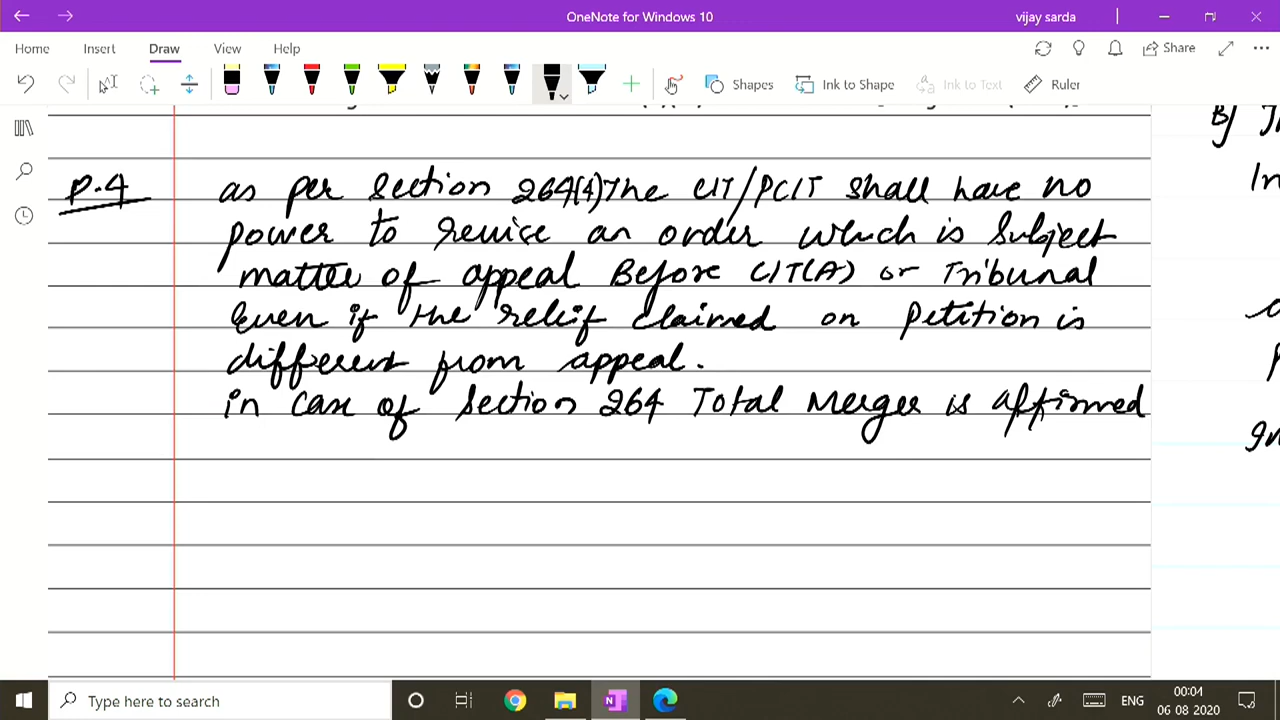 OneNote for Windows 10
vijay sarda
Home Insert Draw View Help
Share
Shapes Ink to Shape Ink to Text Ruler
P.4
as per Section 264(4) The CIT/PCIT shall have no
power to revise an order which is subject
matter of appeal Before CIT(A) or Tribunal
Even if the relief claimed on Petition is
different from appeal.
in case of Section 264 Total Merger is affirmed
B)
Type here to search
ENG
00:04
06-08-2020